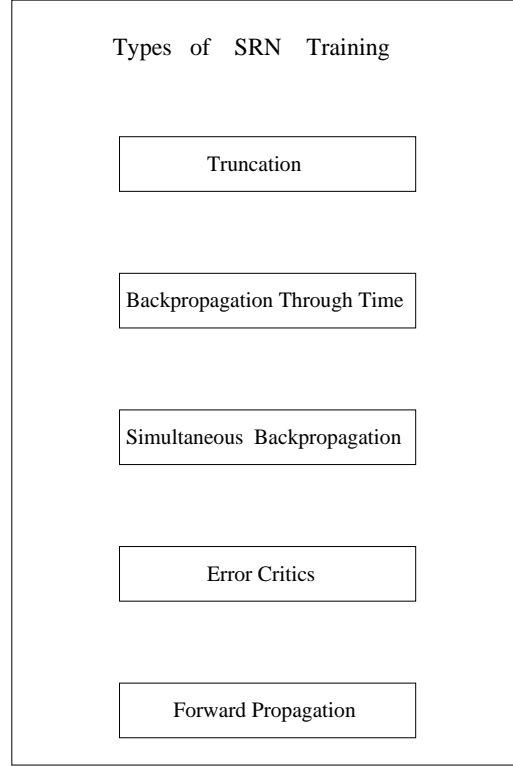 Types of SRN Training
Truncation
Backpropagation Through Time
Simultaneous Backpropagation
Error Critics
Forward Propagation